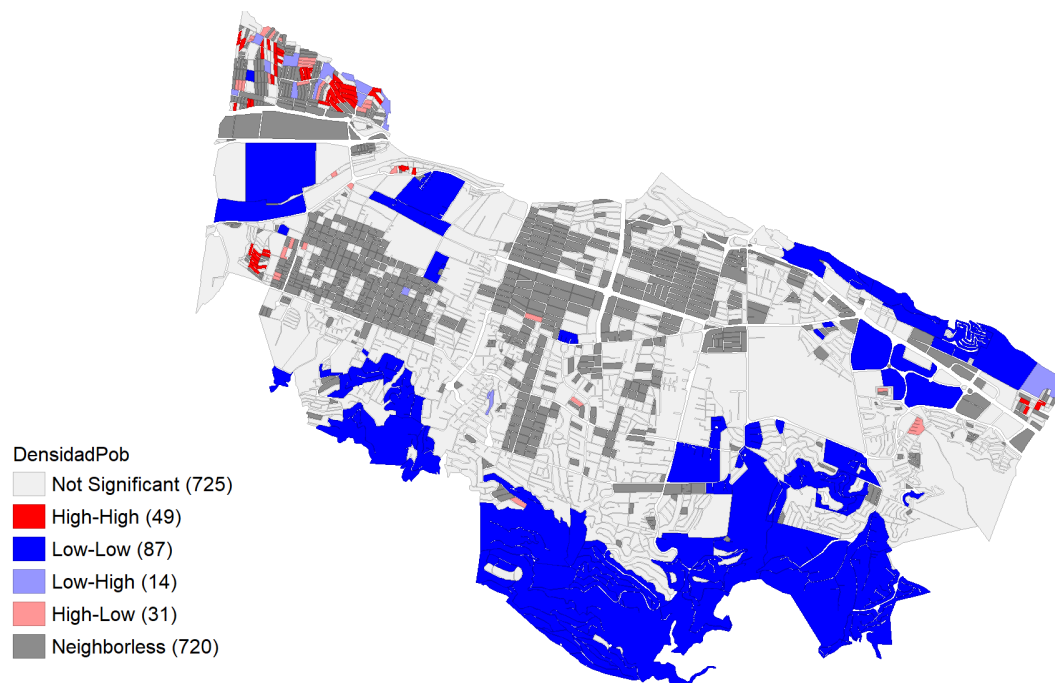 DensidadPob
Not Significant (725)
High-High (49)
Low-Low (87)
Low-High (14)
High-Low (31)
Neighborless (720)